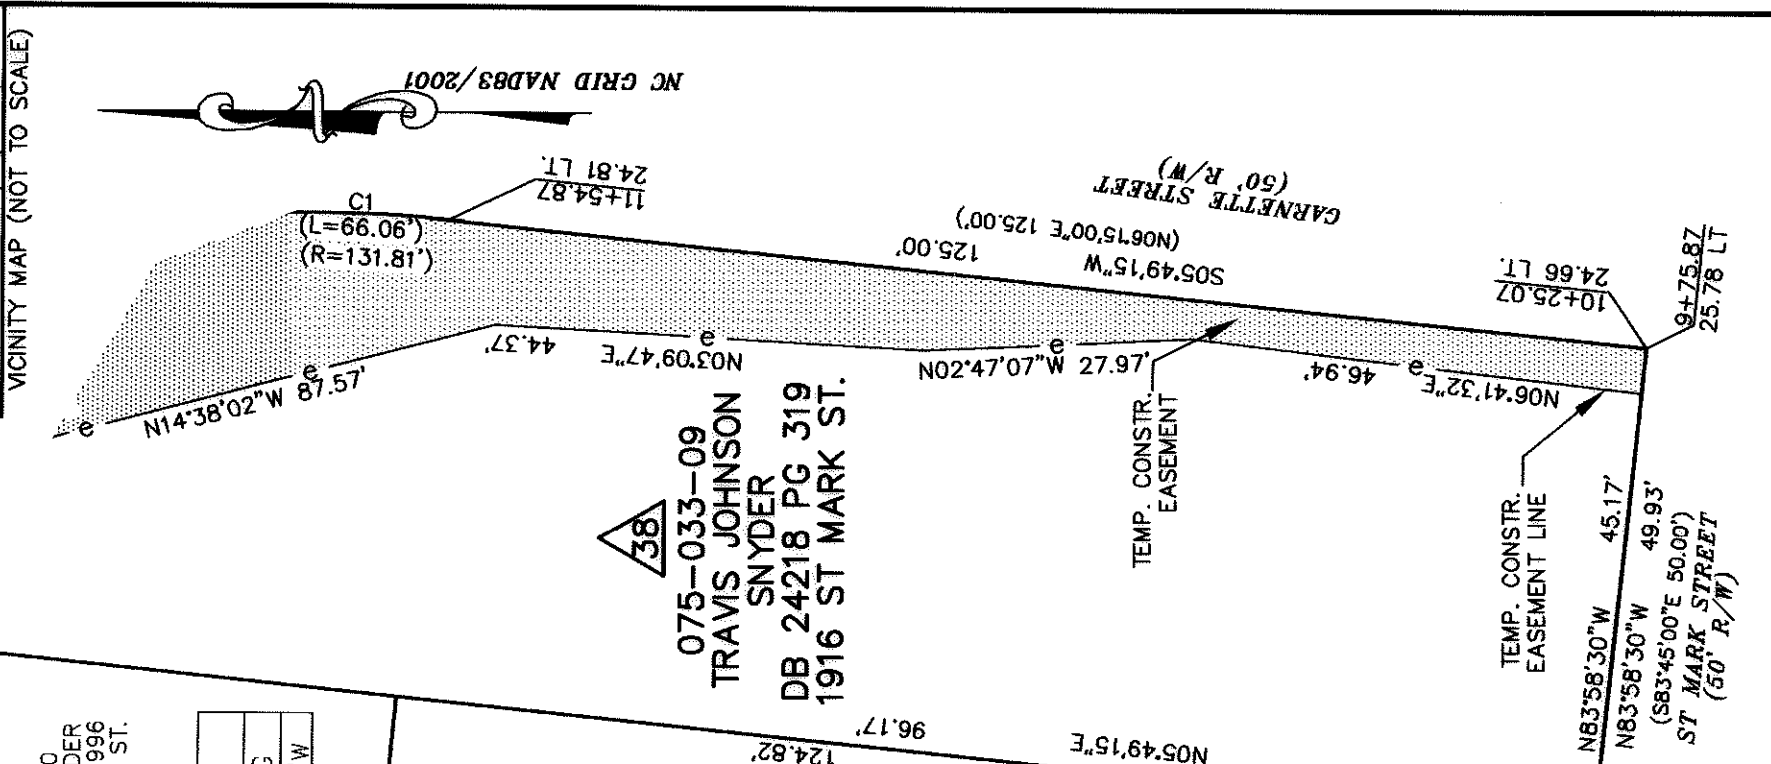 VICINITY MAP (NOT TO SCALE)
NC GRID NAD83/2001
C1
(L=66.06')
(R=131.81')
11+54.87
24.81 LT.
GARNETTE STREET
(50' R/W)
(N06°15'00"E 125.00')
125.00'
S05°49'15"W
10+25.07
24.66 LT.
9+75.87
25.78 LT
e
N14°38'02"W 87.57'
e
N03°09'47"E 44.37'
e
N02°47'07"W 27.97'
e
N06°41'32"E 46.94'
e
TEMP. CONSTR.
EASEMENT
TEMP. CONSTR.
EASEMENT LINE
38
075-033-09
TRAVIS JOHNSON
SNYDER
DB 24218 PG 319
1916 ST MARK ST.
N83°58'30"W 45.17'
N83°58'30"W 49.93'
(S83°45'00"E 50.00')
ST MARK STREET
(50' R/W)
96.17'
124.82'
N05°49'15"E
DER
996
ST.
G
W